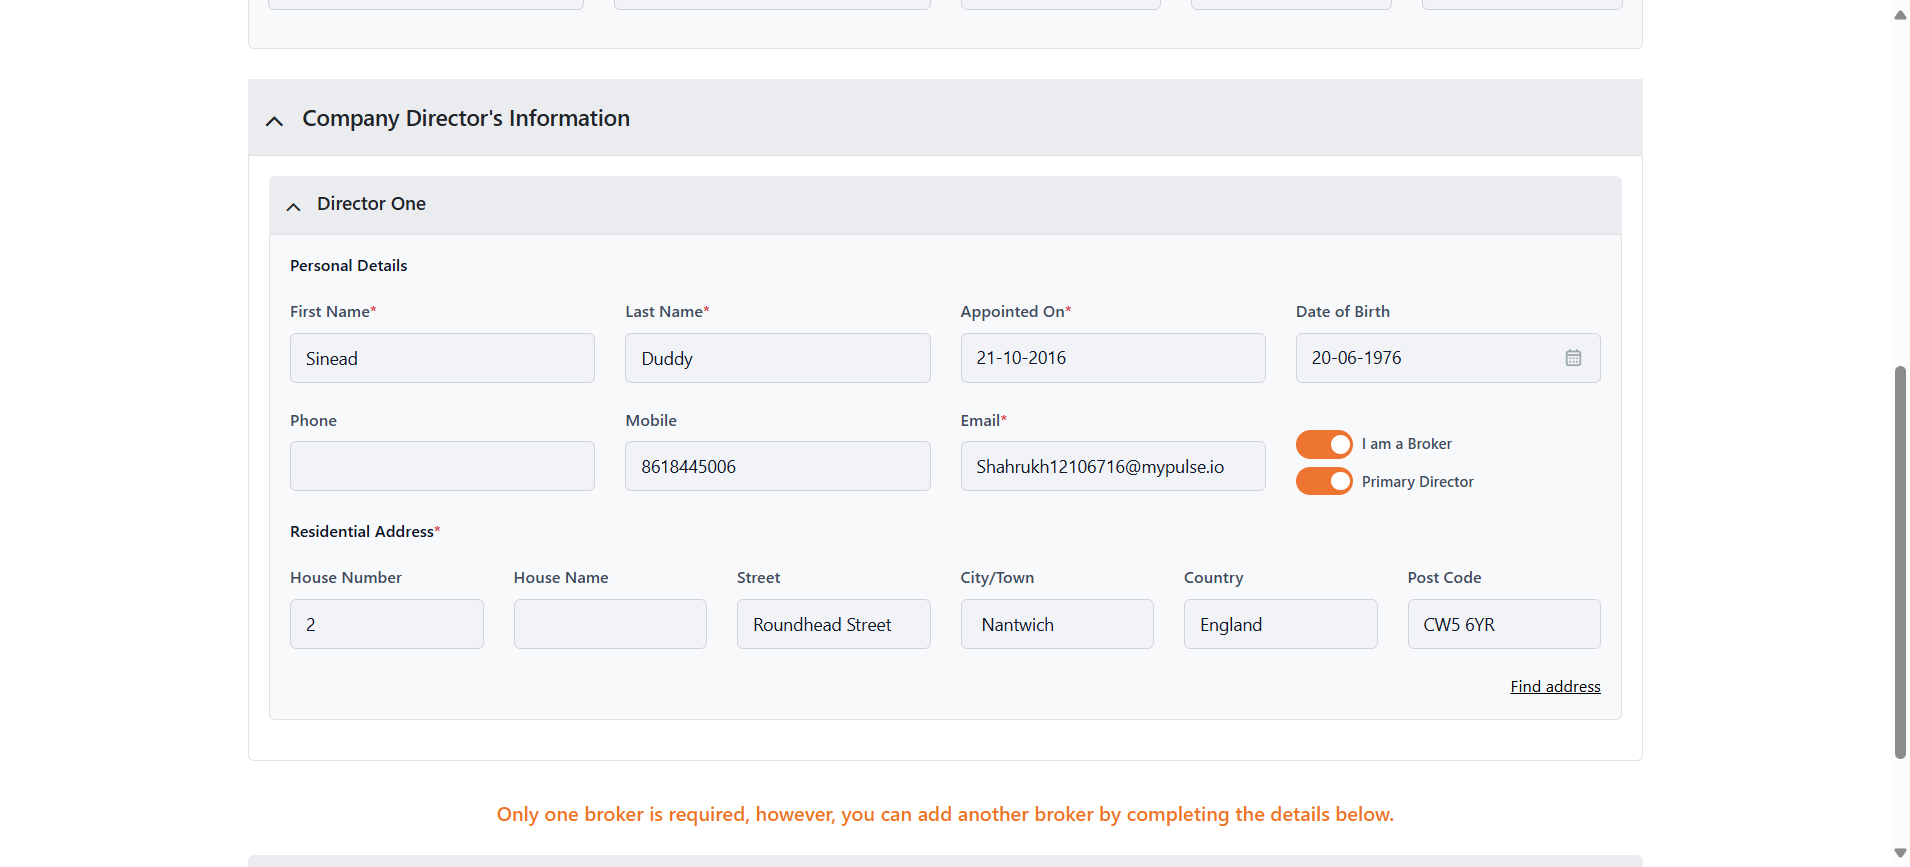 Company Director's Information
Director One
Personal Details
First Name* Last Name* Appointed On* Date of Birth
Sinead Duddy 21-10-2016 20-06-1976
Phone Mobile Email*
8618445006 Shahrukh12106716@mypulse.io
I am a Broker
Primary Director
Residential Address*
House Number House Name Street City/Town Country Post Code
2 Roundhead Street Nantwich England CW5 6YR
Find address
Only one broker is required, however, you can add another broker by completing the details below.